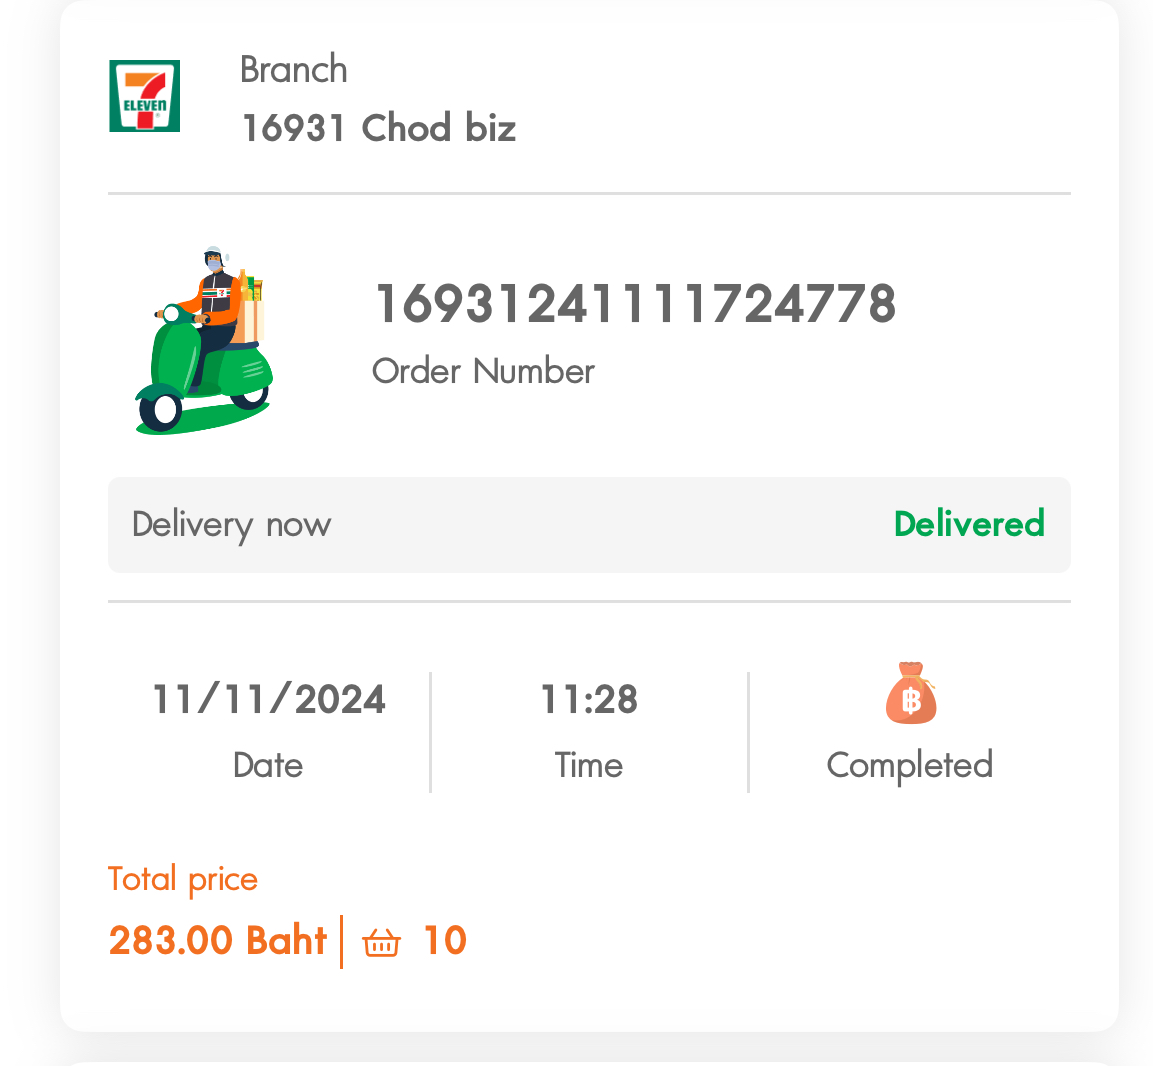 7
ELEVEN
Branch
16931 Chod biz
16931241111724778
Order Number
Delivery now
Delivered
11/11/2024
Date
11:28
Time
฿
Completed
Total price
283.00 Baht
10